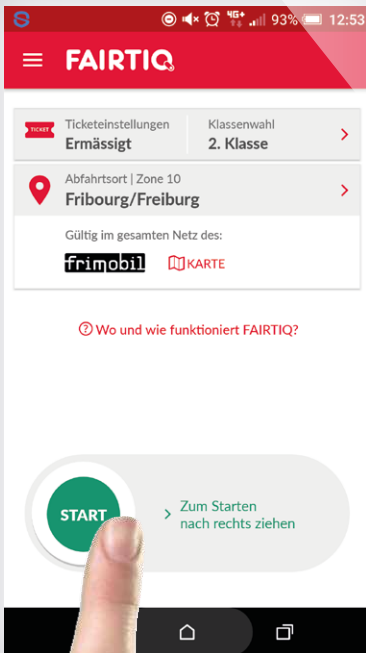 4G+ 93% 12:53
FAIRTIQ
TICKET
Ticketeinstellungen Klassenwahl
Ermässigt 2. Klasse
Abfahrtsort | Zone 10
Fribourg/Freiburg
Gültig im gesamten Netz des:
frimobil KARTE
? Wo und wie funktioniert FAIRTIQ?
START
> Zum Starten
nach rechts ziehen